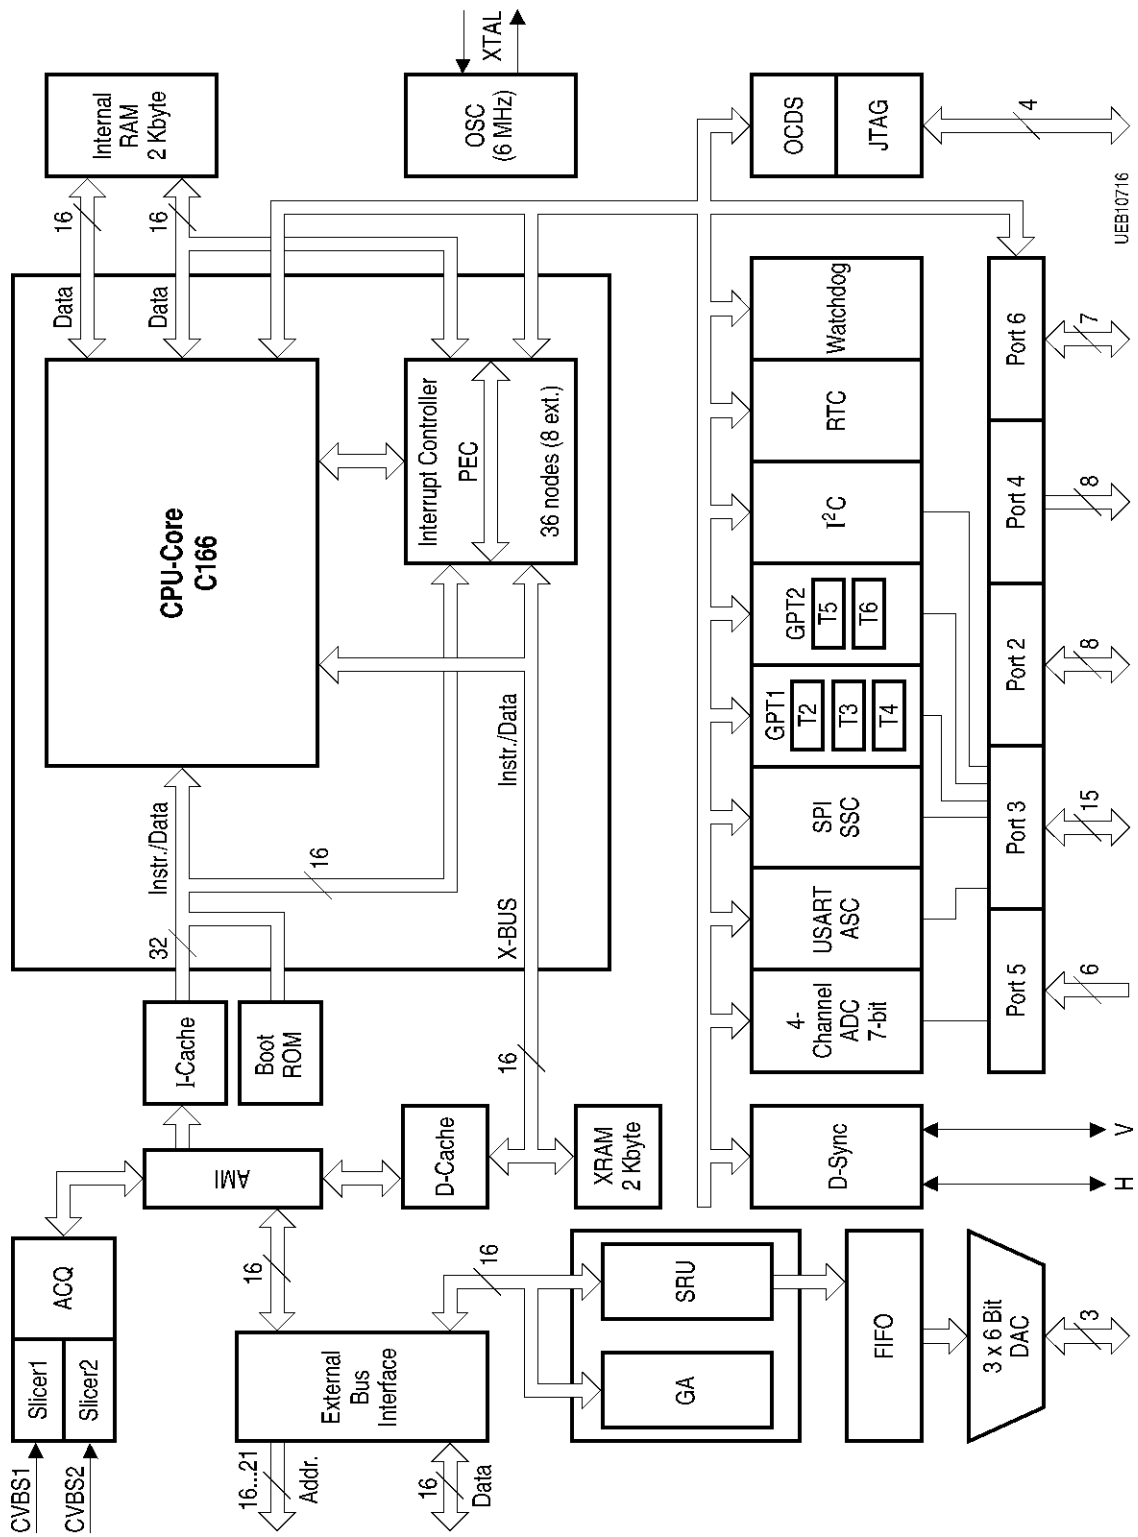 CVBS1
CVBS2
Slicer1
Slicer2
ACQ
AMI
I-Cache
Boot
ROM
32
Instr./Data
16
CPU-Core
C166
Data
Data
16
16
Internal
RAM
2 Kbyte
16...21
Addr.
16
Data
External
Bus
Interface
16
16
D-Cache
XRAM
2 Kbyte
16
X-BUS
Instr./Data
Interrupt Controller
PEC
36 nodes (8 ext.)
OSC
(6 MHz)
XTAL
GA
SRU
FIFO
3 x 6 Bit
DAC
3
D-Sync
H
V
4-
Channel
ADC
7-bit
USART
ASC
SPI
SSC
GPT1
T2
T3
T4
GPT2
T5
T6
I²C
RTC
Watchdog
OCDS
JTAG
4
Port 5
Port 3
Port 2
Port 4
Port 6
6
15
8
8
7
UEB10716